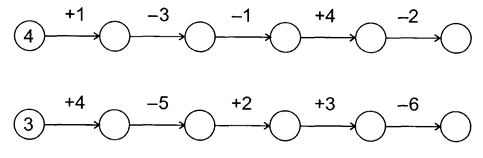 +1 –3 –1 +4 –2
4
+4 –5 +2 +3 –6
3